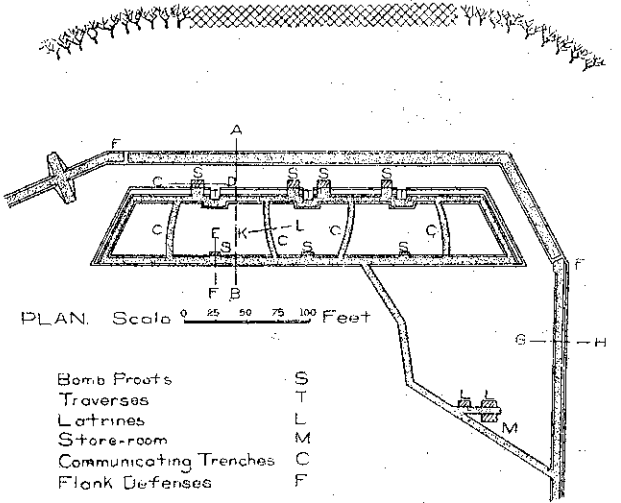 A
F
S S S S
C D
E K L
C C C C
S S S
F
F B
PLAN. Scale 0 25 50 75 100 Feet
G H
Bomb Proofs S
Traverses T
Latrines L
Store-room M
Communicating Trenches C
Flank Defenses F
L L
M